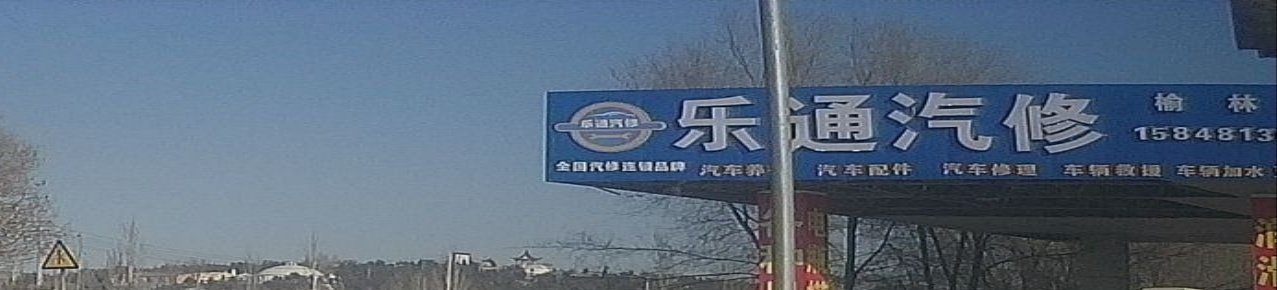 乐通汽修
乐通汽修
榆林
1584813
全国汽修连锁品牌
汽车养 汽车配件 汽车修理 车辆救援 车辆加水
电